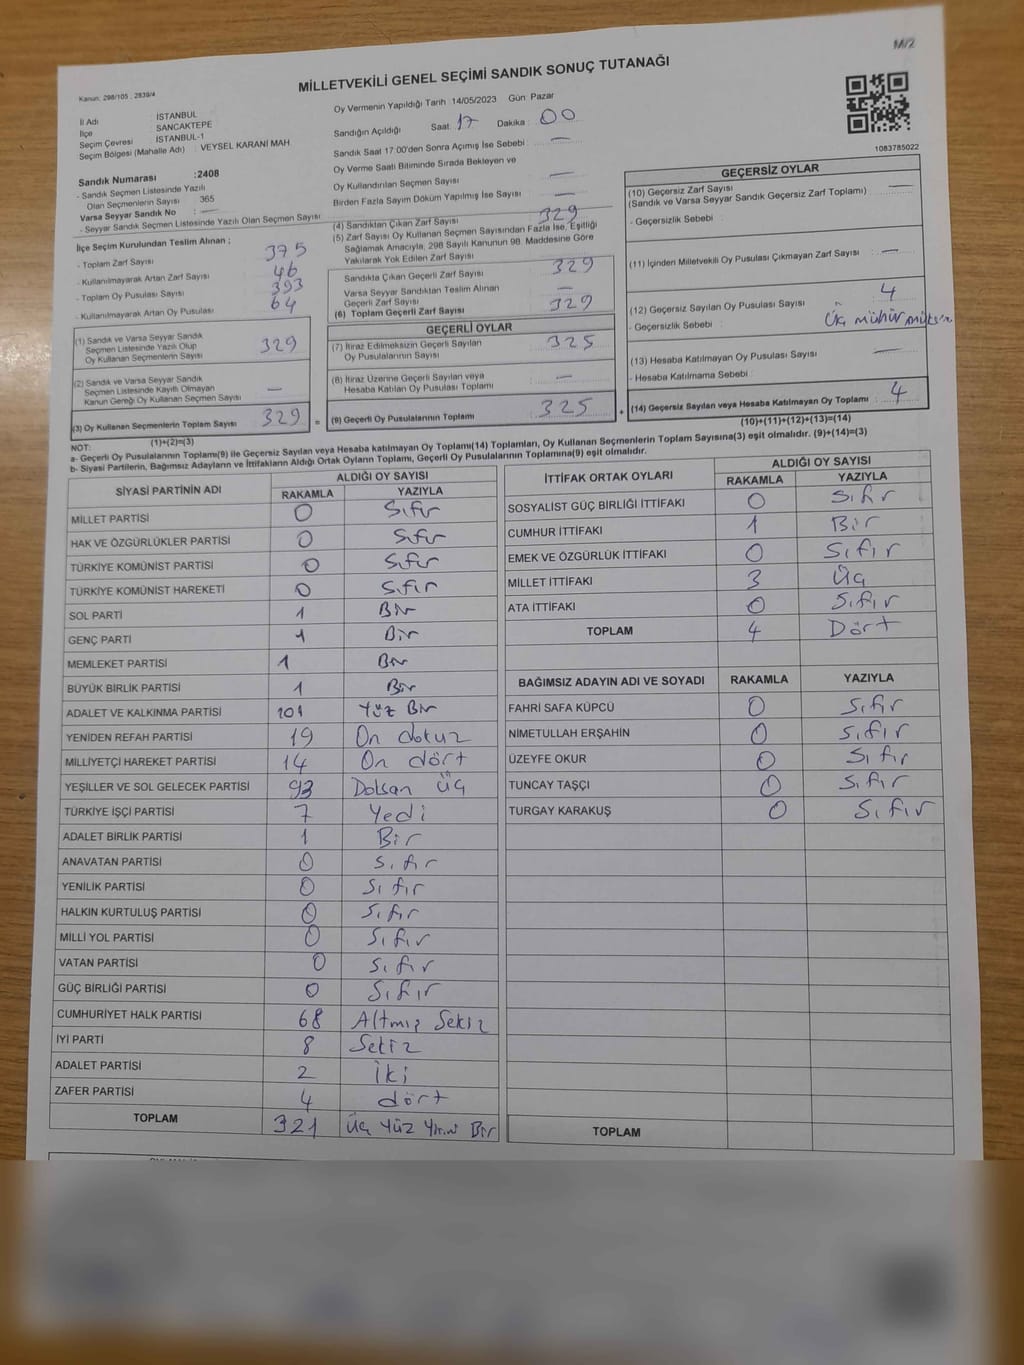 M/2
MİLLETVEKİLİ GENEL SEÇİMİ SANDIK SONUÇ TUTANAĞI
Kanun: 298/105, 2839/4
İl Adı : İSTANBUL
İlçe : SANCAKTEPE
Seçim Çevresi : İSTANBUL-1
Seçim Bölgesi (Mahalle Adı) : VEYSEL KARANİ MAH.
Sandık Numarası :2408
- Sandık Seçmen Listesinde Yazılı
Olan Seçmenlerin Sayısı 365
Varsa Seyyar Sandık No : —
- Seyyar Sandık Seçmen Listesinde Yazılı Olan Seçmen Sayısı
İlçe Seçim Kurulundan Teslim Alınan ;
- Toplam Zarf Sayısı 375
- Kullanılmayarak Artan Zarf Sayısı 46
- Toplam Oy Pusulası Sayısı 393
- Kullanılmayarak Artan Oy Pusulası 64
(1) Sandık ve Varsa Seyyar Sandık
Seçmen Listesinde Yazılı Olup
Oy Kullanan Seçmenlerin Sayısı 329
(2) Sandık ve Varsa Seyyar Sandık
Seçmen Listesinde Kayıtlı Olmayan
Kanun Gereği Oy Kullanan Seçmen Sayısı —
(3) Oy Kullanan Seçmenlerin Toplam Sayısı 329
(1)+(2)=(3)
Oy Vermenin Yapıldığı Tarih 14/05/2023 Gün Pazar
Sandığın Açıldığı Saat: 17 Dakika : 00
Sandık Saat 17:00'den Sonra Açılmış İse Sebebi : —
Oy Verme Saati Bitiminde Sırada Bekleyen ve
Oy Kullandırılan Seçmen Sayısı —
Birden Fazla Sayım Döküm Yapılmış İse Sayısı —
(4) Sandıktan Çıkan Zarf Sayısı 329
(5) Zarf Sayısı Oy Kullanan Seçmen Sayısından Fazla İse, Eşitliği
Sağlamak Amacıyla, 298 Sayılı Kanunun 98. Maddesine Göre
Yakılarak Yok Edilen Zarf Sayısı
Sandıkta Çıkan Geçerli Zarf Sayısı 329
Varsa Seyyar Sandıktan Teslim Alınan
Geçerli Zarf Sayısı —
(6) Toplam Geçerli Zarf Sayısı 329
GEÇERLİ OYLAR
(7) İtiraz Edilmeksizin Geçerli Sayılan
Oy Pusulalarının Sayısı 325
(8) İtiraz Üzerine Geçerli Sayılan veya
Hesaba Katılan Oy Pusulası Toplamı —
= (9) Geçerli Oy Pusulalarının Toplamı 325 +
1083785022
GEÇERSİZ OYLAR
(10) Geçersiz Zarf Sayısı —
(Sandık ve Varsa Seyyar Sandık Geçersiz Zarf Toplamı)
- Geçersizlik Sebebi :
(11) İçinden Milletvekili Oy Pusulası Çıkmayan Zarf Sayısı —
(12) Geçersiz Sayılan Oy Pusulası Sayısı 4
- Geçersizlik Sebebi : Üç mühür
(13) Hesaba Katılmayan Oy Pusulası Sayısı —
- Hesaba Katılmama Sebebi :
(14) Geçersiz Sayılan veya Hesaba Katılmayan Oy Toplamı 4
(10)+(11)+(12)+(13)=(14)
NOT:
a- Geçerli Oy Pusulalarının Toplamı(9) ile Geçersiz Sayılan veya Hesaba katılmayan Oy Toplamı(14) Toplamları, Oy Kullanan Seçmenlerin Toplam Sayısına(3) eşit olmalıdır. (9)+(14)=(3)
b- Siyasi Partilerin, Bağımsız Adayların ve İttifakların Aldığı Ortak Oyların Toplamı, Geçerli Oy Pusulalarının Toplamına(9) eşit olmalıdır.
SİYASİ PARTİNİN ADI ALDIĞI OY SAYISI
RAKAMLA YAZIYLA
MİLLET PARTİSİ 0 Sıfır
HAK VE ÖZGÜRLÜKLER PARTİSİ 0 Sıfır
TÜRKİYE KOMÜNİST PARTİSİ 0 Sıfır
TÜRKİYE KOMÜNİST HAREKETİ 0 Sıfır
SOL PARTİ 1 Bir
GENÇ PARTİ 1 Bir
MEMLEKET PARTİSİ 1 Bir
BÜYÜK BİRLİK PARTİSİ 1 Bir
ADALET VE KALKINMA PARTİSİ 101 Yüz Bir
YENİDEN REFAH PARTİSİ 19 On dokuz
MİLLİYETÇİ HAREKET PARTİSİ 14 On dört
YEŞİLLER VE SOL GELECEK PARTİSİ 93 Doksan üç
TÜRKİYE İŞÇİ PARTİSİ 7 Yedi
ADALET BİRLİK PARTİSİ 1 Bir
ANAVATAN PARTİSİ 0 Sıfır
YENİLİK PARTİSİ 0 Sıfır
HALKIN KURTULUŞ PARTİSİ 0 Sıfır
MİLLİ YOL PARTİSİ 0 Sıfır
VATAN PARTİSİ 0 Sıfır
GÜÇ BİRLİĞİ PARTİSİ 0 Sıfır
CUMHURİYET HALK PARTİSİ 68 Altmış Sekiz
İYİ PARTİ 8 Sekiz
ADALET PARTİSİ 2 İki
ZAFER PARTİSİ 4 dört
TOPLAM 321 Üç Yüz Yirmi Bir
İTTİFAK ORTAK OYLARI ALDIĞI OY SAYISI
RAKAMLA YAZIYLA
SOSYALİST GÜÇ BİRLİĞİ İTTİFAKI 0 Sıfır
CUMHUR İTTİFAKI 1 Bir
EMEK VE ÖZGÜRLÜK İTTİFAKI 0 Sıfır
MİLLET İTTİFAKI 3 Üç
ATA İTTİFAKI 0 Sıfır
TOPLAM 4 Dört
BAĞIMSIZ ADAYIN ADI VE SOYADI RAKAMLA YAZIYLA
FAHRİ SAFA KÜPCÜ 0 Sıfır
NİMETULLAH ERŞAHİN 0 Sıfır
ÜZEYFE OKUR 0 Sıfır
TUNCAY TAŞÇI 0 Sıfır
TURGAY KARAKUŞ 0 Sıfır
TOPLAM